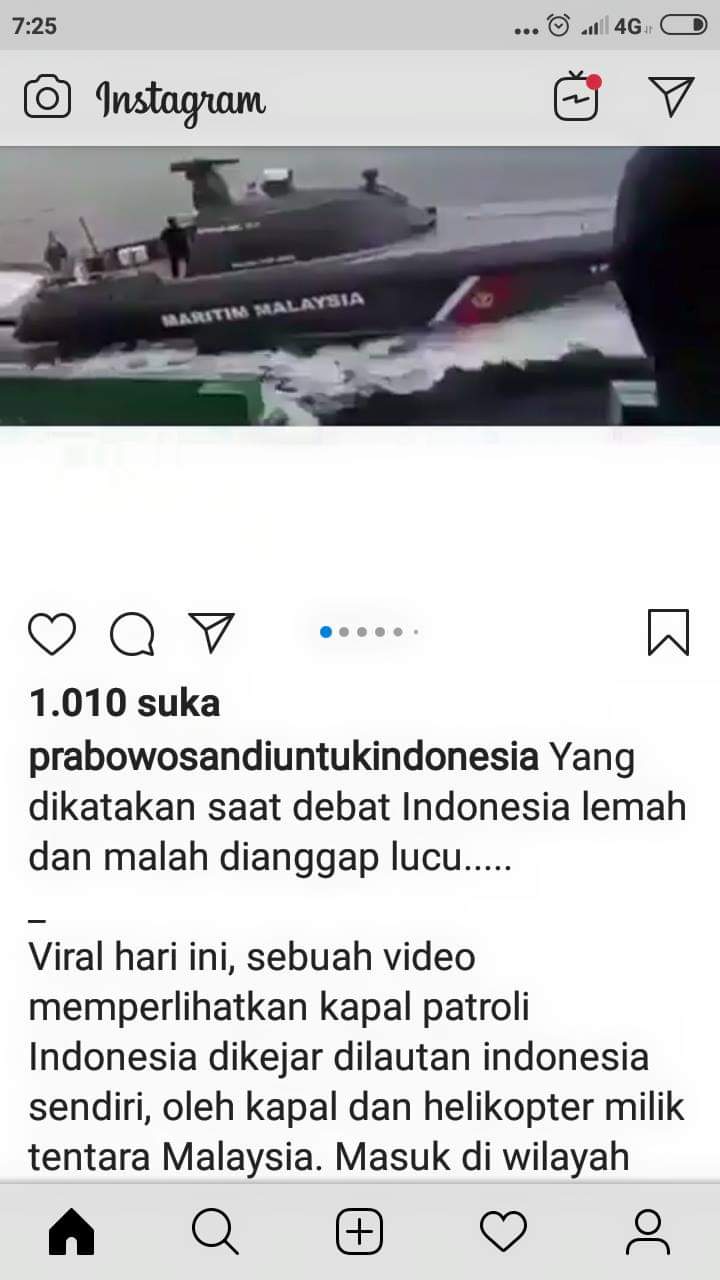 7:25
4G
Instagram
MARITIM MALAYSIA
1.010 suka
prabowosandiuntukindonesia Yang
dikatakan saat debat Indonesia lemah
dan malah dianggap lucu.....
_
Viral hari ini, sebuah video
memperlihatkan kapal patroli
Indonesia dikejar dilautan indonesia
sendiri, oleh kapal dan helikopter milik
tentara Malaysia. Masuk di wilayah